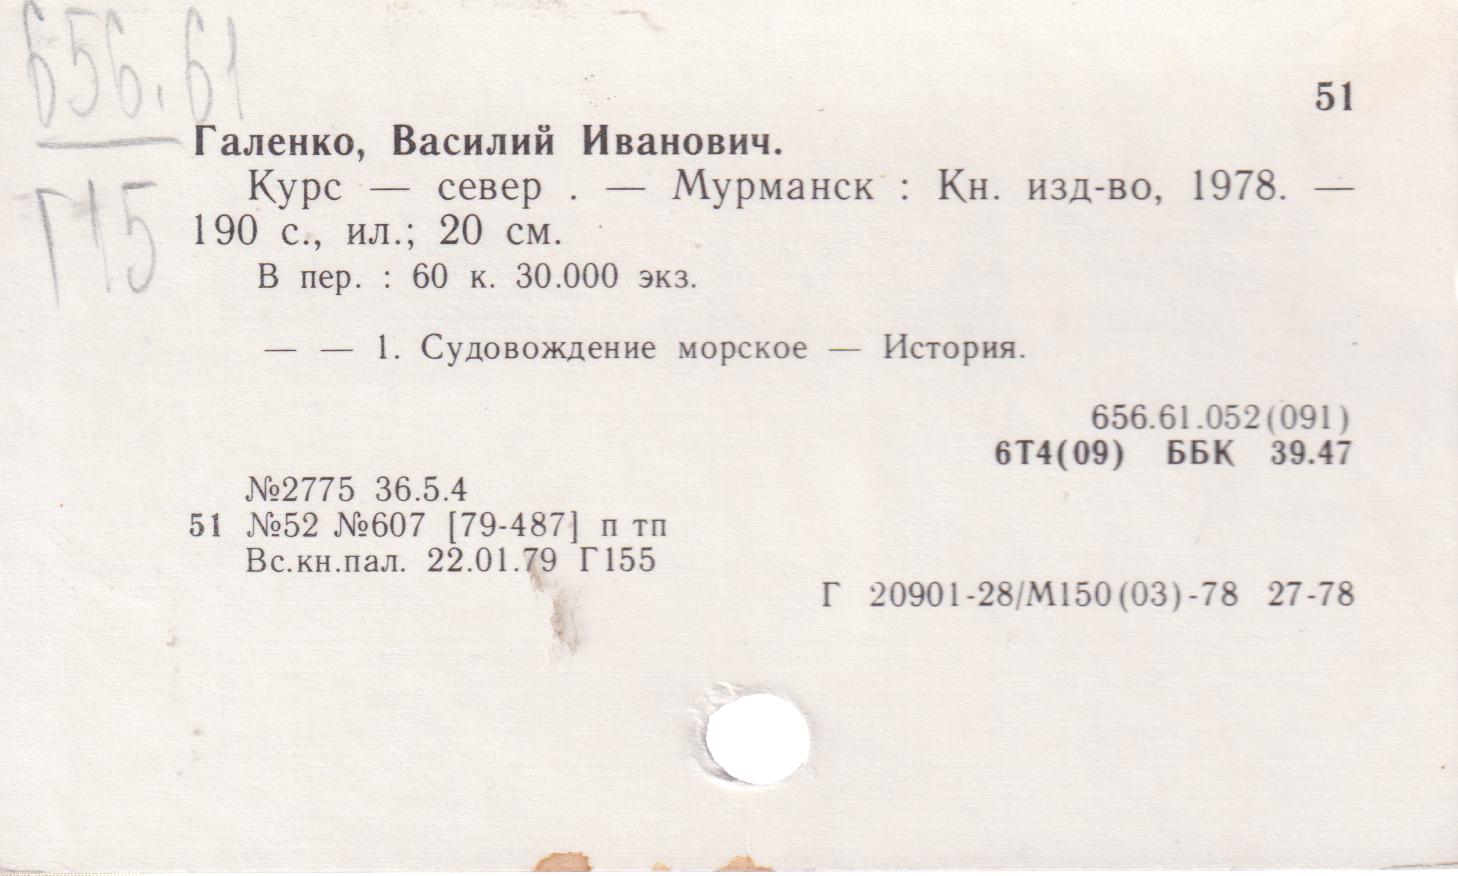 656.61
Г15
51
Галенко, Василий Иванович.
Курс — север . — Мурманск : Кн. изд-во, 1978. —
190 с., ил.; 20 см.
В пер. : 60 к. 30.000 экз.
— — 1. Судовождение морское — История.
656.61.052(091)
6Т4(09) ББК 39.47
№2775 36.5.4
51 №52 №607 [79-487] п тп
Вс.кн.пал. 22.01.79 Г155
Г 20901-28/М150(03)-78 27-78